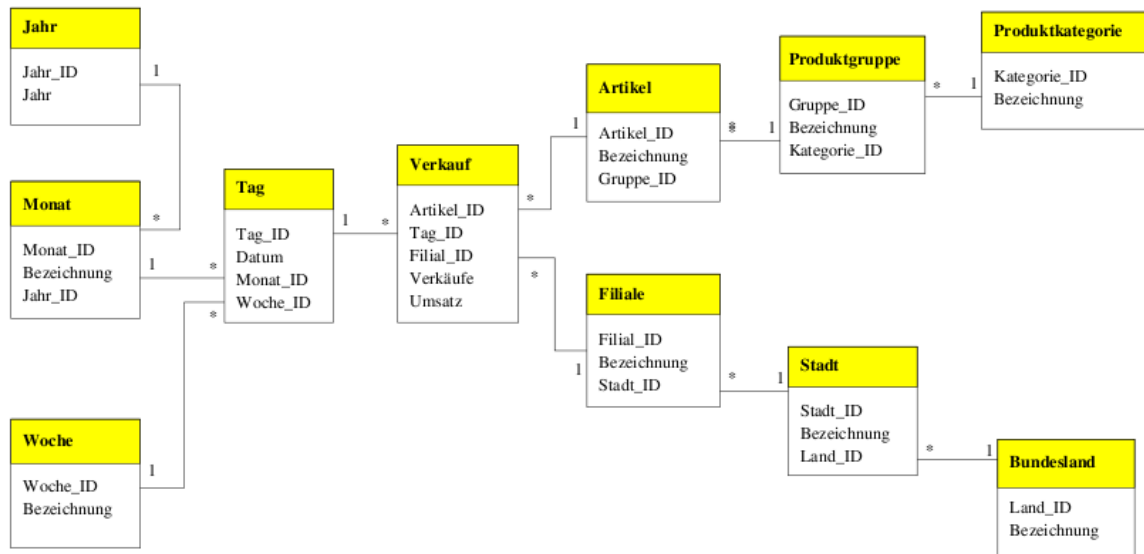 Jahr
Jahr_ID
Jahr
1
*
Monat
Monat_ID
Bezeichnung
Jahr_ID
1
*
Woche
Woche_ID
Bezeichnung
1
*
Tag
Tag_ID
Datum
Monat_ID
Woche_ID
1
*
Verkauf
Artikel_ID
Tag_ID
Filial_ID
Verkäufe
Umsatz
*
1
*
1
Artikel
Artikel_ID
Bezeichnung
Gruppe_ID
*
1
Produktgruppe
Gruppe_ID
Bezeichnung
Kategorie_ID
*
1
Produktkategorie
Kategorie_ID
Bezeichnung
Filiale
Filial_ID
Bezeichnung
Stadt_ID
*
1
Stadt
Stadt_ID
Bezeichnung
Land_ID
*
1
Bundesland
Land_ID
Bezeichnung